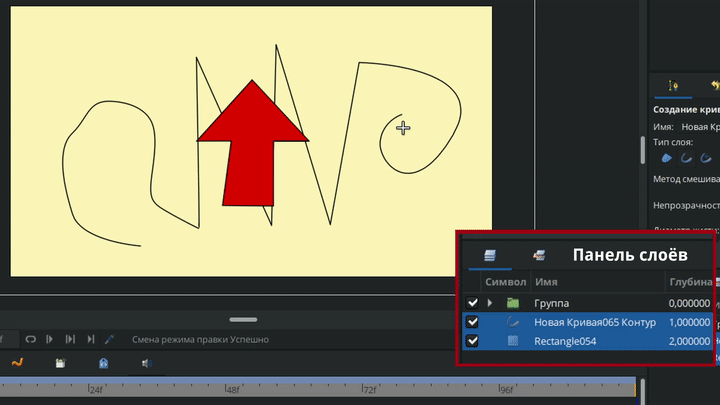 Создание крив
Имя: Новая Кр
Тип слоя:
Метод смешива
Непрозрачност
Панель слоёв
Символ Имя Глубина
Группа 0,000000
Новая Кривая065 Контур 1,000000
Rectangle054 2,000000
Смена режима правки Успешно
24f 48f 72f 96f